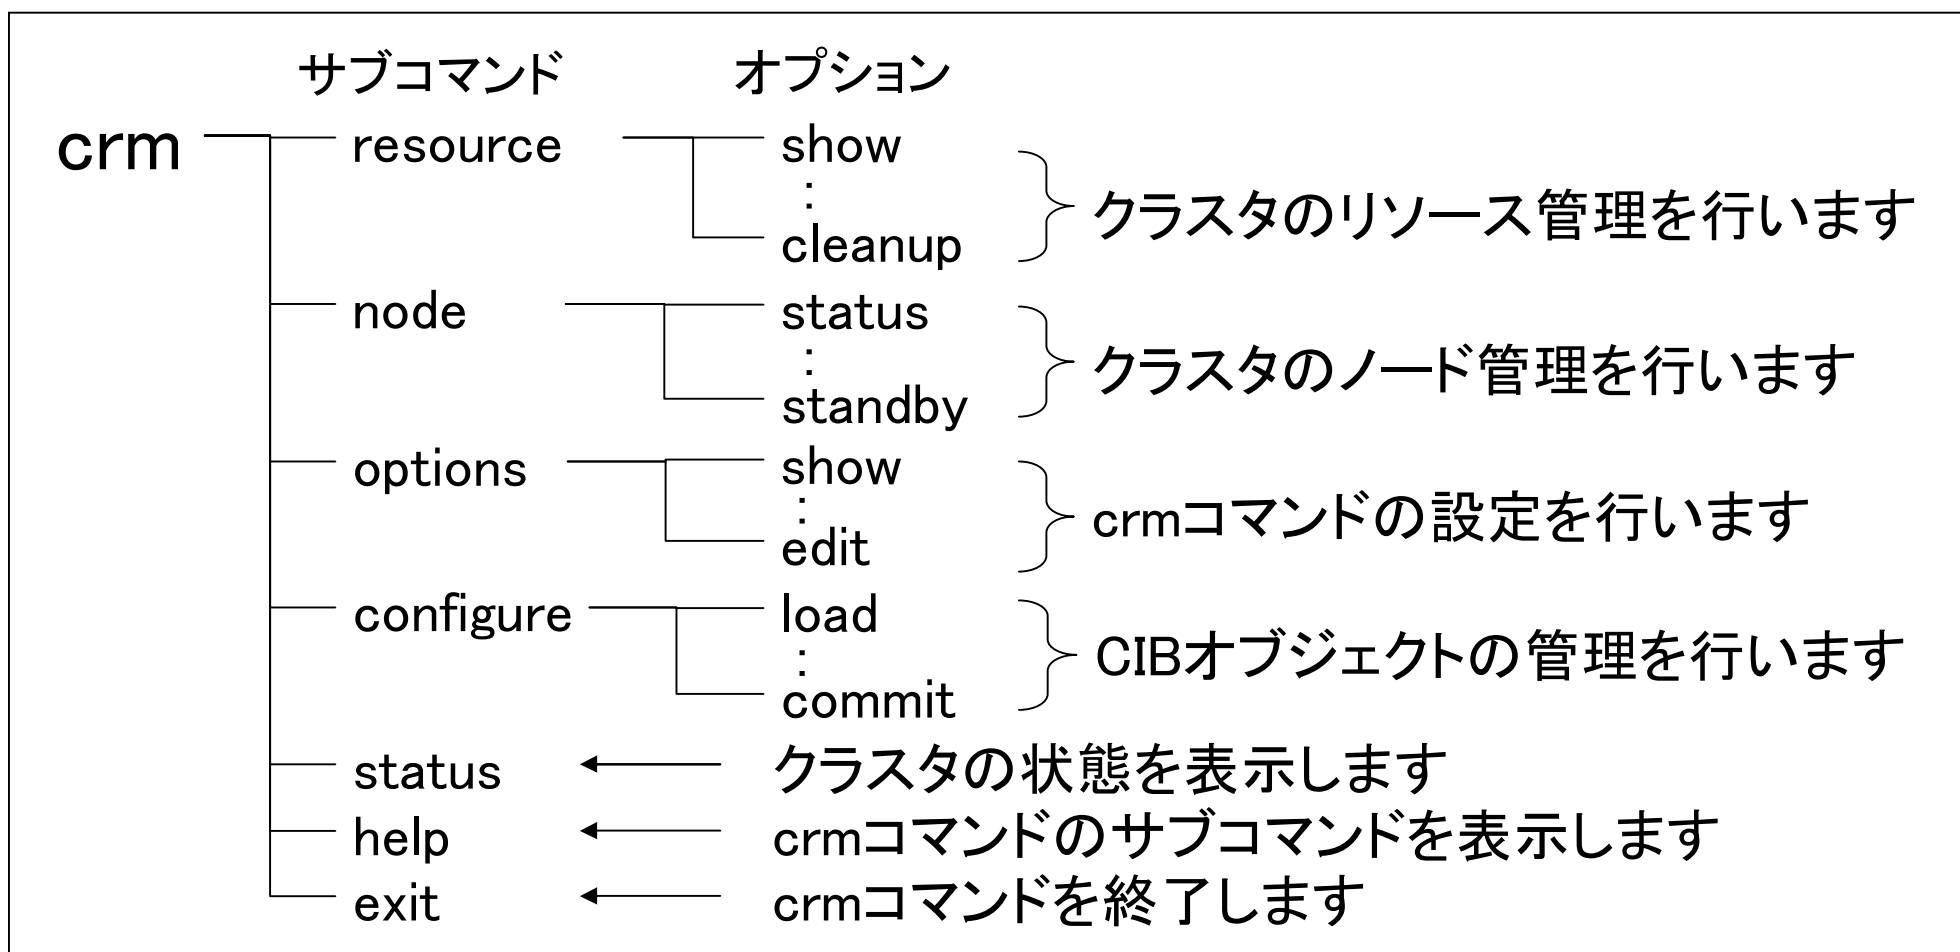 サブコマンド オプション
crm resource show
:
cleanup
クラスタのリソース管理を行います
node status
:
standby
クラスタのノード管理を行います
options show
:
edit
crmコマンドの設定を行います
configure load
:
commit
CIBオブジェクトの管理を行います
status クラスタの状態を表示します
help crmコマンドのサブコマンドを表示します
exit crmコマンドを終了します